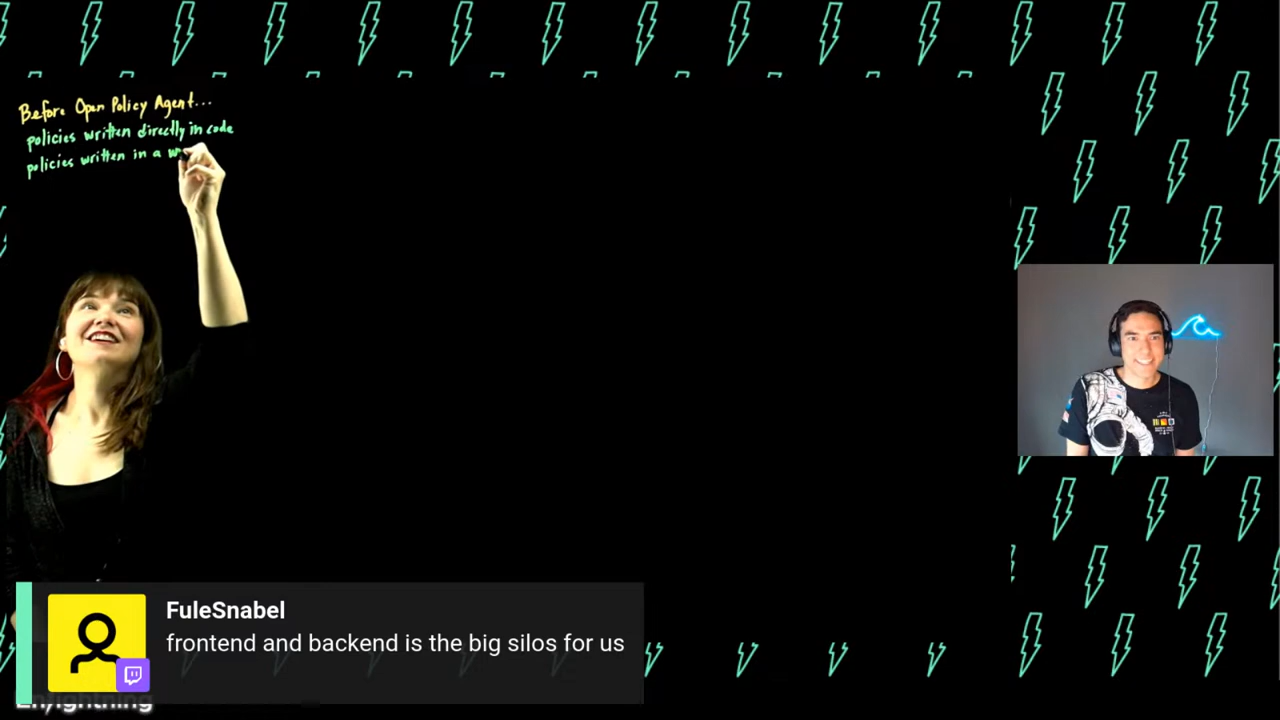 Before Open Policy Agent...
policies written directly in code
policies written in a
FuleSnabel
frontend and backend is the big silos for us
Enlightning